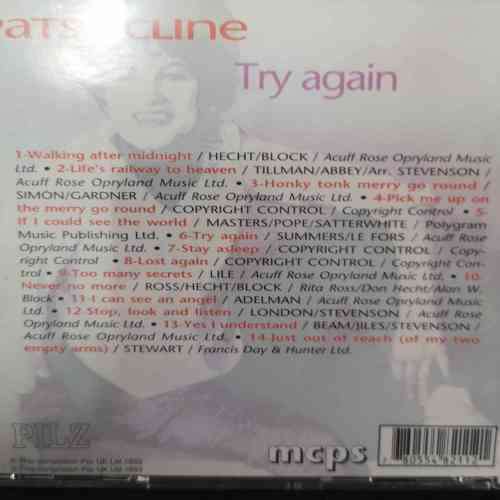 PATSY CLINE
Try again
1-Walking after midnight / HECHT/BLOCK / Acuff Rose Opryland Music
Ltd. • 2-Life's railway to heaven / TILLMAN/ABBEY/Arr. STEVENSON /
Acuff Rose Opryland Music Ltd. • 3-Honky tonk merry go round /
SIMON/GARDNER / Acuff Rose Opryland Music Ltd. • 4-Pick me up on
the merry go round / COPYRIGHT CONTROL / Copyright Control • 5-
If I could see the world / MASTERS/POPE/SATTERWHITE / Polygram
Music Publishing Ltd., • 6-Try again / SUMMERS/LE FORS / Acuff Rose
Opryland Music Ltd. • 7-Stay asleep / COPYRIGHT CONTROL / Copy-
right Control • 8-Lost again / COPYRIGHT CONTROL / Copyright Con-
trol • 9-Too many secrets / LILE / Acuff Rose Opryland Music Ltd. • 10-
Never no more / ROSS/HECHT/BLOCK / Rita Ross/Don Hecht/Alan W.
Block • 11-I can see an angel / ADELMAN / Acuff Rose Opryland Music
Ltd. • 12-Stop, look and listen / LONDON/STEVENSON / Acuff Rose
Opryland Music Ltd. • 13-Yes I understand / BEAM/JILES/STEVENSON /
Acuff Rose Opryland Music Ltd. • 14-Just out of reach (of my two
empty arms) / STEWART / Francis Day & Hunter Ltd.
PILZ
mcps